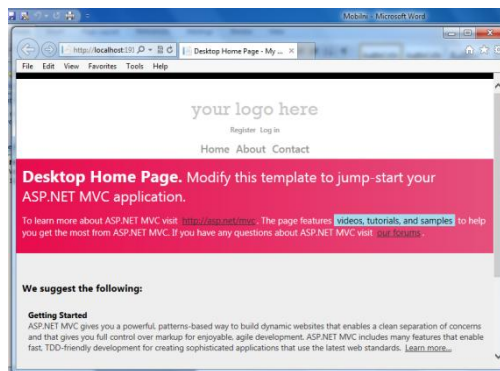 Mobilni - Microsoft Word
http://localhost:191
Desktop Home Page - My ...
File Edit View Favorites Tools Help
your logo here
Register Log in
Home About Contact
Desktop Home Page. Modify this template to jump-start your
ASP.NET MVC application.
To learn more about ASP.NET MVC visit http://asp.net/mvc. The page features videos, tutorials, and samples to help
you get the most from ASP.NET MVC. If you have any questions about ASP.NET MVC visit our forums.
We suggest the following:
Getting Started
ASP.NET MVC gives you a powerful, patterns-based way to build dynamic websites that enables a clean separation of concerns
and that gives you full control over markup for enjoyable, agile development. ASP.NET MVC includes many features that enable
fast, TDD-friendly development for creating sophisticated applications that use the latest web standards. Learn more...